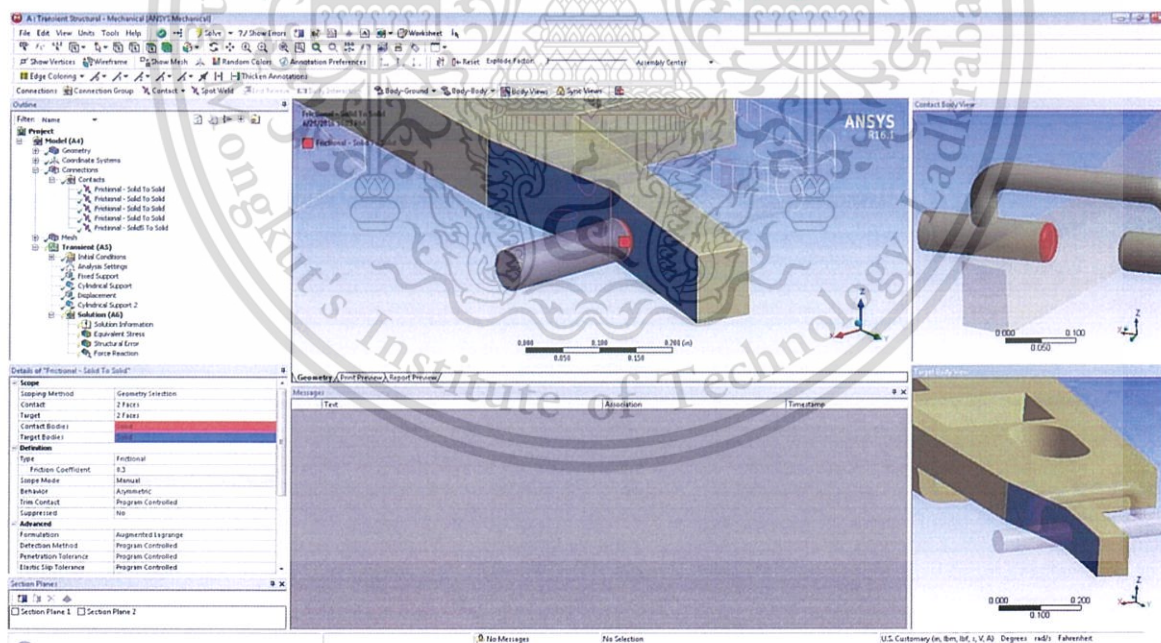 A : Transient Structural - Mechanical [ANSYS Mechanical]
File Edit View Units Tools Help Solve ?/ Show Errors Worksheet
Show Vertices Wireframe Show Mesh Random Colors Annotation Preferences Reset Explode Factor: Assembly Center
Edge Coloring Thicken Annotations
Connections Connection Group Contact Spot Weld Body-Ground Body-Body Body Views Sync Views
Outline
Filter: Name
Project
Model (A4)
Geometry
Coordinate Systems
Connections
Contacts
Frictional - Solid To Solid
Frictional - Solid To Solid
Frictional - Solid To Solid
Frictional - Solid To Solid
Frictional - Solid To Solid
Mesh
Transient (A5)
Initial Conditions
Analysis Settings
Fixed Support
Cylindrical Support
Displacement
Cylindrical Support 2
Solution (A6)
Solution Information
Equivalent Stress
Structural Error
Force Reaction
Details of "Frictional - Solid To Solid"
Scope
Scoping Method Geometry Selection
Contact 2 Faces
Target 2 Faces
Contact Bodies Solid
Target Bodies Solid
Definition
Type Frictional
Friction Coefficient 0.3
Scope Mode Manual
Behavior Asymmetric
Trim Contact Program Controlled
Suppressed No
Advanced
Formulation Augmented Lagrange
Detection Method Program Controlled
Penetration Tolerance Program Controlled
Elastic Slip Tolerance Program Controlled
Section Planes
Section Plane 1 Section Plane 2
Frictional - Solid To Solid
Frictional - Solid
ANSYS
R16.1
0.000 0.100 0.200 (in)
0.050 0.150
Z
X Y
Geometry Print Preview Report Preview
Messages
Text Association Timestamp
Contact Body View
0.000 0.100
0.050
Z
Target Body View
0.000 0.200
0.100
Z
X Y
No Messages No Selection U.S. Customary (in, lbm, lbf, s, V, A) Degrees rad/s Fahrenheit
Mongkut's Institute of Technology Ladkrabang